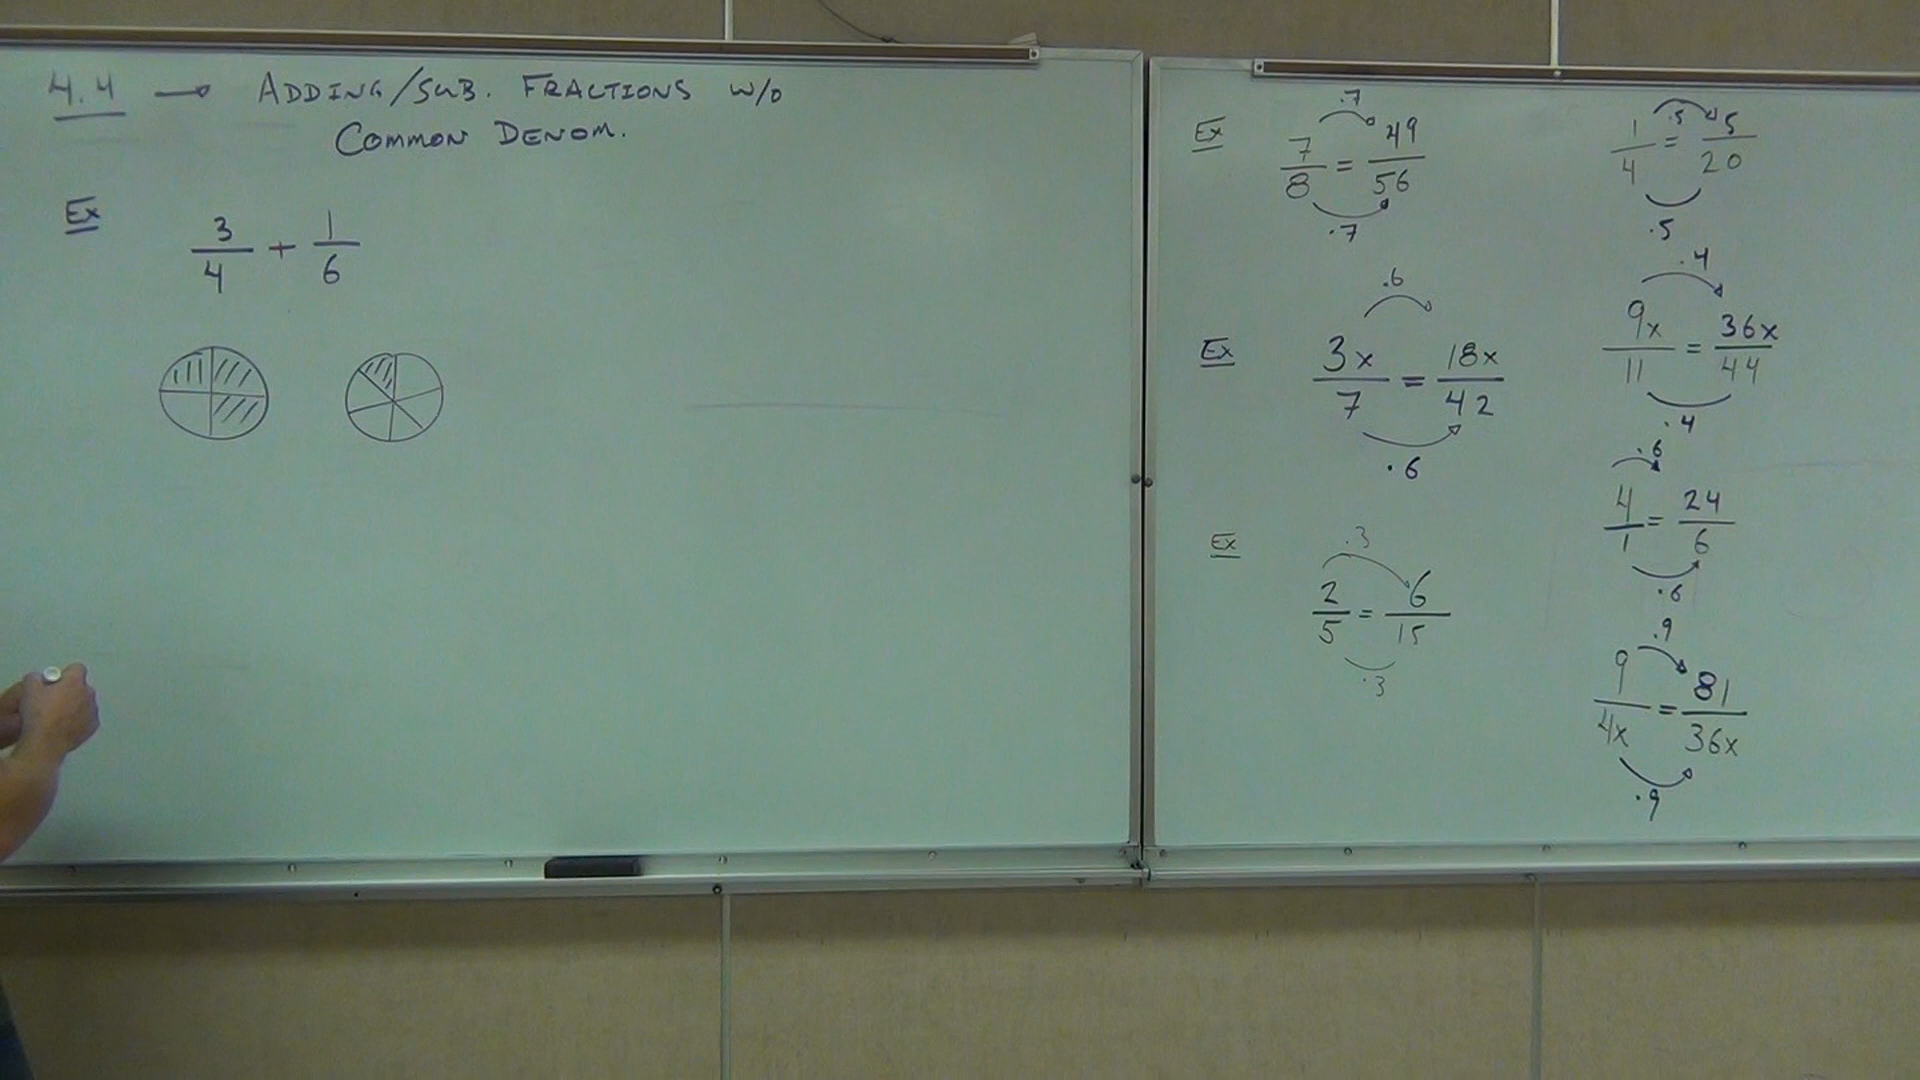 4.4 → ADDING/SUB. FRACTIONS W/O
COMMON DENOM.
Ex
3/4 + 1/6
Ex
·7
7/8 = 49/56
·7
Ex
·6
3x/7 = 18x/42
·6
Ex
·3
2/5 = 6/15
·3
·5
1/4 = 5/20
·5
·4
9x/11 = 36x/44
·4
·6
4/1 = 24/6
·6
·9
9/4x = 81/36x
·9